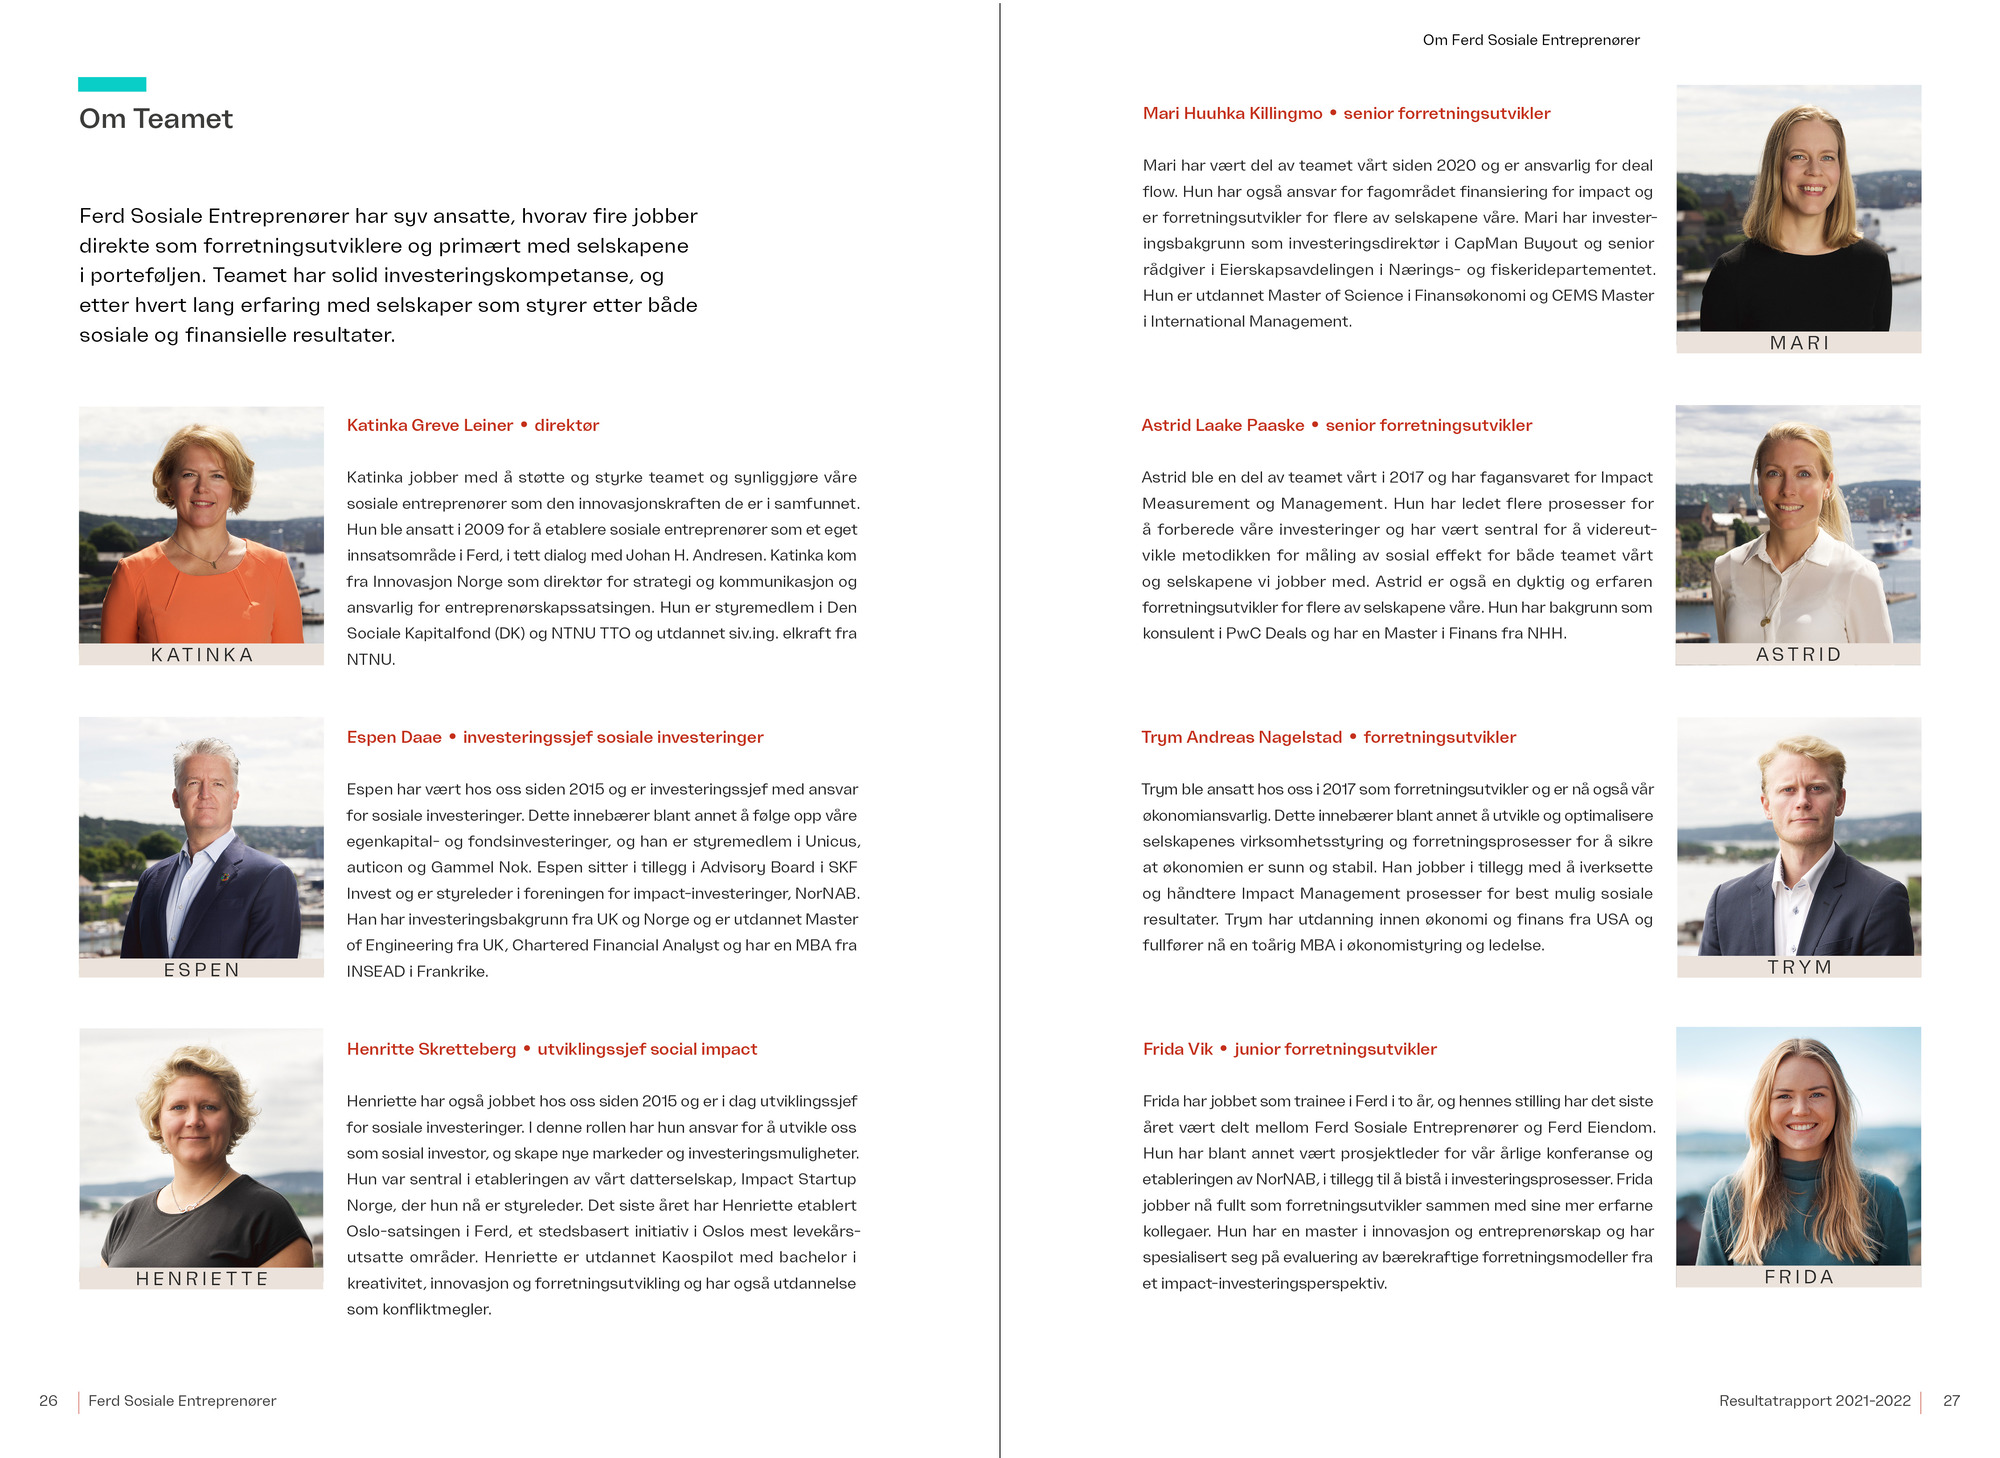 Om Teamet
Ferd Sosiale Entreprenører har syv ansatte, hvorav fire jobber
direkte som forretningsutviklere og primært med selskapene
i porteføljen. Teamet har solid investeringskompetanse, og
etter hvert lang erfaring med selskaper som styrer etter både
sosiale og finansielle resultater.
KATINKA
Katinka Greve Leiner • direktør
Katinka jobber med å støtte og styrke teamet og synliggjøre våre
sosiale entreprenører som den innovasjonskraften de er i samfunnet.
Hun ble ansatt i 2009 for å etablere sosiale entreprenører som et eget
innsatsområde i Ferd, i tett dialog med Johan H. Andresen. Katinka kom
fra Innovasjon Norge som direktør for strategi og kommunikasjon og
ansvarlig for entreprenørskapssatsingen. Hun er styremedlem i Den
Sociale Kapitalfond (DK) og NTNU TTO og utdannet siv.ing. elkraft fra
NTNU.
ESPEN
Espen Daae • investeringssjef sosiale investeringer
Espen har vært hos oss siden 2015 og er investeringssjef med ansvar
for sosiale investeringer. Dette innebærer blant annet å følge opp våre
egenkapital- og fondsinvesteringer, og han er styremedlem i Unicus,
auticon og Gammel Nok. Espen sitter i tillegg i Advisory Board i SKF
Invest og er styreleder i foreningen for impact-investeringer, NorNAB.
Han har investeringsbakgrunn fra UK og Norge og er utdannet Master
of Engineering fra UK, Chartered Financial Analyst og har en MBA fra
INSEAD i Frankrike.
HENRIETTE
Henritte Skretteberg • utviklingssjef social impact
Henriette har også jobbet hos oss siden 2015 og er i dag utviklingssjef
for sosiale investeringer. I denne rollen har hun ansvar for å utvikle oss
som sosial investor, og skape nye markeder og investeringsmuligheter.
Hun var sentral i etableringen av vårt datterselskap, Impact Startup
Norge, der hun nå er styreleder. Det siste året har Henriette etablert
Oslo-satsingen i Ferd, et stedsbasert initiativ i Oslos mest levekårs-
utsatte områder. Henriette er utdannet Kaospilot med bachelor i
kreativitet, innovasjon og forretningsutvikling og har også utdannelse
som konfliktmegler.
26
Ferd Sosiale Entreprenører
Om Ferd Sosiale Entreprenører
Mari Huuhka Killingmo • senior forretningsutvikler
Mari har vært del av teamet vårt siden 2020 og er ansvarlig for deal
flow. Hun har også ansvar for fagområdet finansiering for impact og
er forretningsutvikler for flere av selskapene våre. Mari har invester-
ingsbakgrunn som investeringsdirektør i CapMan Buyout og senior
rådgiver i Eierskapsavdelingen i Nærings- og fiskeridepartementet.
Hun er utdannet Master of Science i Finansøkonomi og CEMS Master
i International Management.
MARI
Astrid Laake Paaske • senior forretningsutvikler
Astrid ble en del av teamet vårt i 2017 og har fagansvaret for Impact
Measurement og Management. Hun har ledet flere prosesser for
å forberede våre investeringer og har vært sentral for å videreut-
vikle metodikken for måling av sosial effekt for både teamet vårt
og selskapene vi jobber med. Astrid er også en dyktig og erfaren
forretningsutvikler for flere av selskapene våre. Hun har bakgrunn som
konsulent i PwC Deals og har en Master i Finans fra NHH.
ASTRID
Trym Andreas Nagelstad • forretningsutvikler
Trym ble ansatt hos oss i 2017 som forretningsutvikler og er nå også vår
økonomiansvarlig. Dette innebærer blant annet å utvikle og optimalisere
selskapenes virksomhetsstyring og forretningsprosesser for å sikre
at økonomien er sunn og stabil. Han jobber i tillegg med å iverksette
og håndtere Impact Management prosesser for best mulig sosiale
resultater. Trym har utdanning innen økonomi og finans fra USA og
fullfører nå en toårig MBA i økonomistyring og ledelse.
TRYM
Frida Vik • junior forretningsutvikler
Frida har jobbet som trainee i Ferd i to år, og hennes stilling har det siste
året vært delt mellom Ferd Sosiale Entreprenører og Ferd Eiendom.
Hun har blant annet vært prosjektleder for vår årlige konferanse og
etableringen av NorNAB, i tillegg til å bistå i investeringsprosesser. Frida
jobber nå fullt som forretningsutvikler sammen med sine mer erfarne
kollegaer. Hun har en master i innovasjon og entreprenørskap og har
spesialisert seg på evaluering av bærekraftige forretningsmodeller fra
et impact-investeringsperspektiv.
FRIDA
Resultatrapport 2021-2022
27